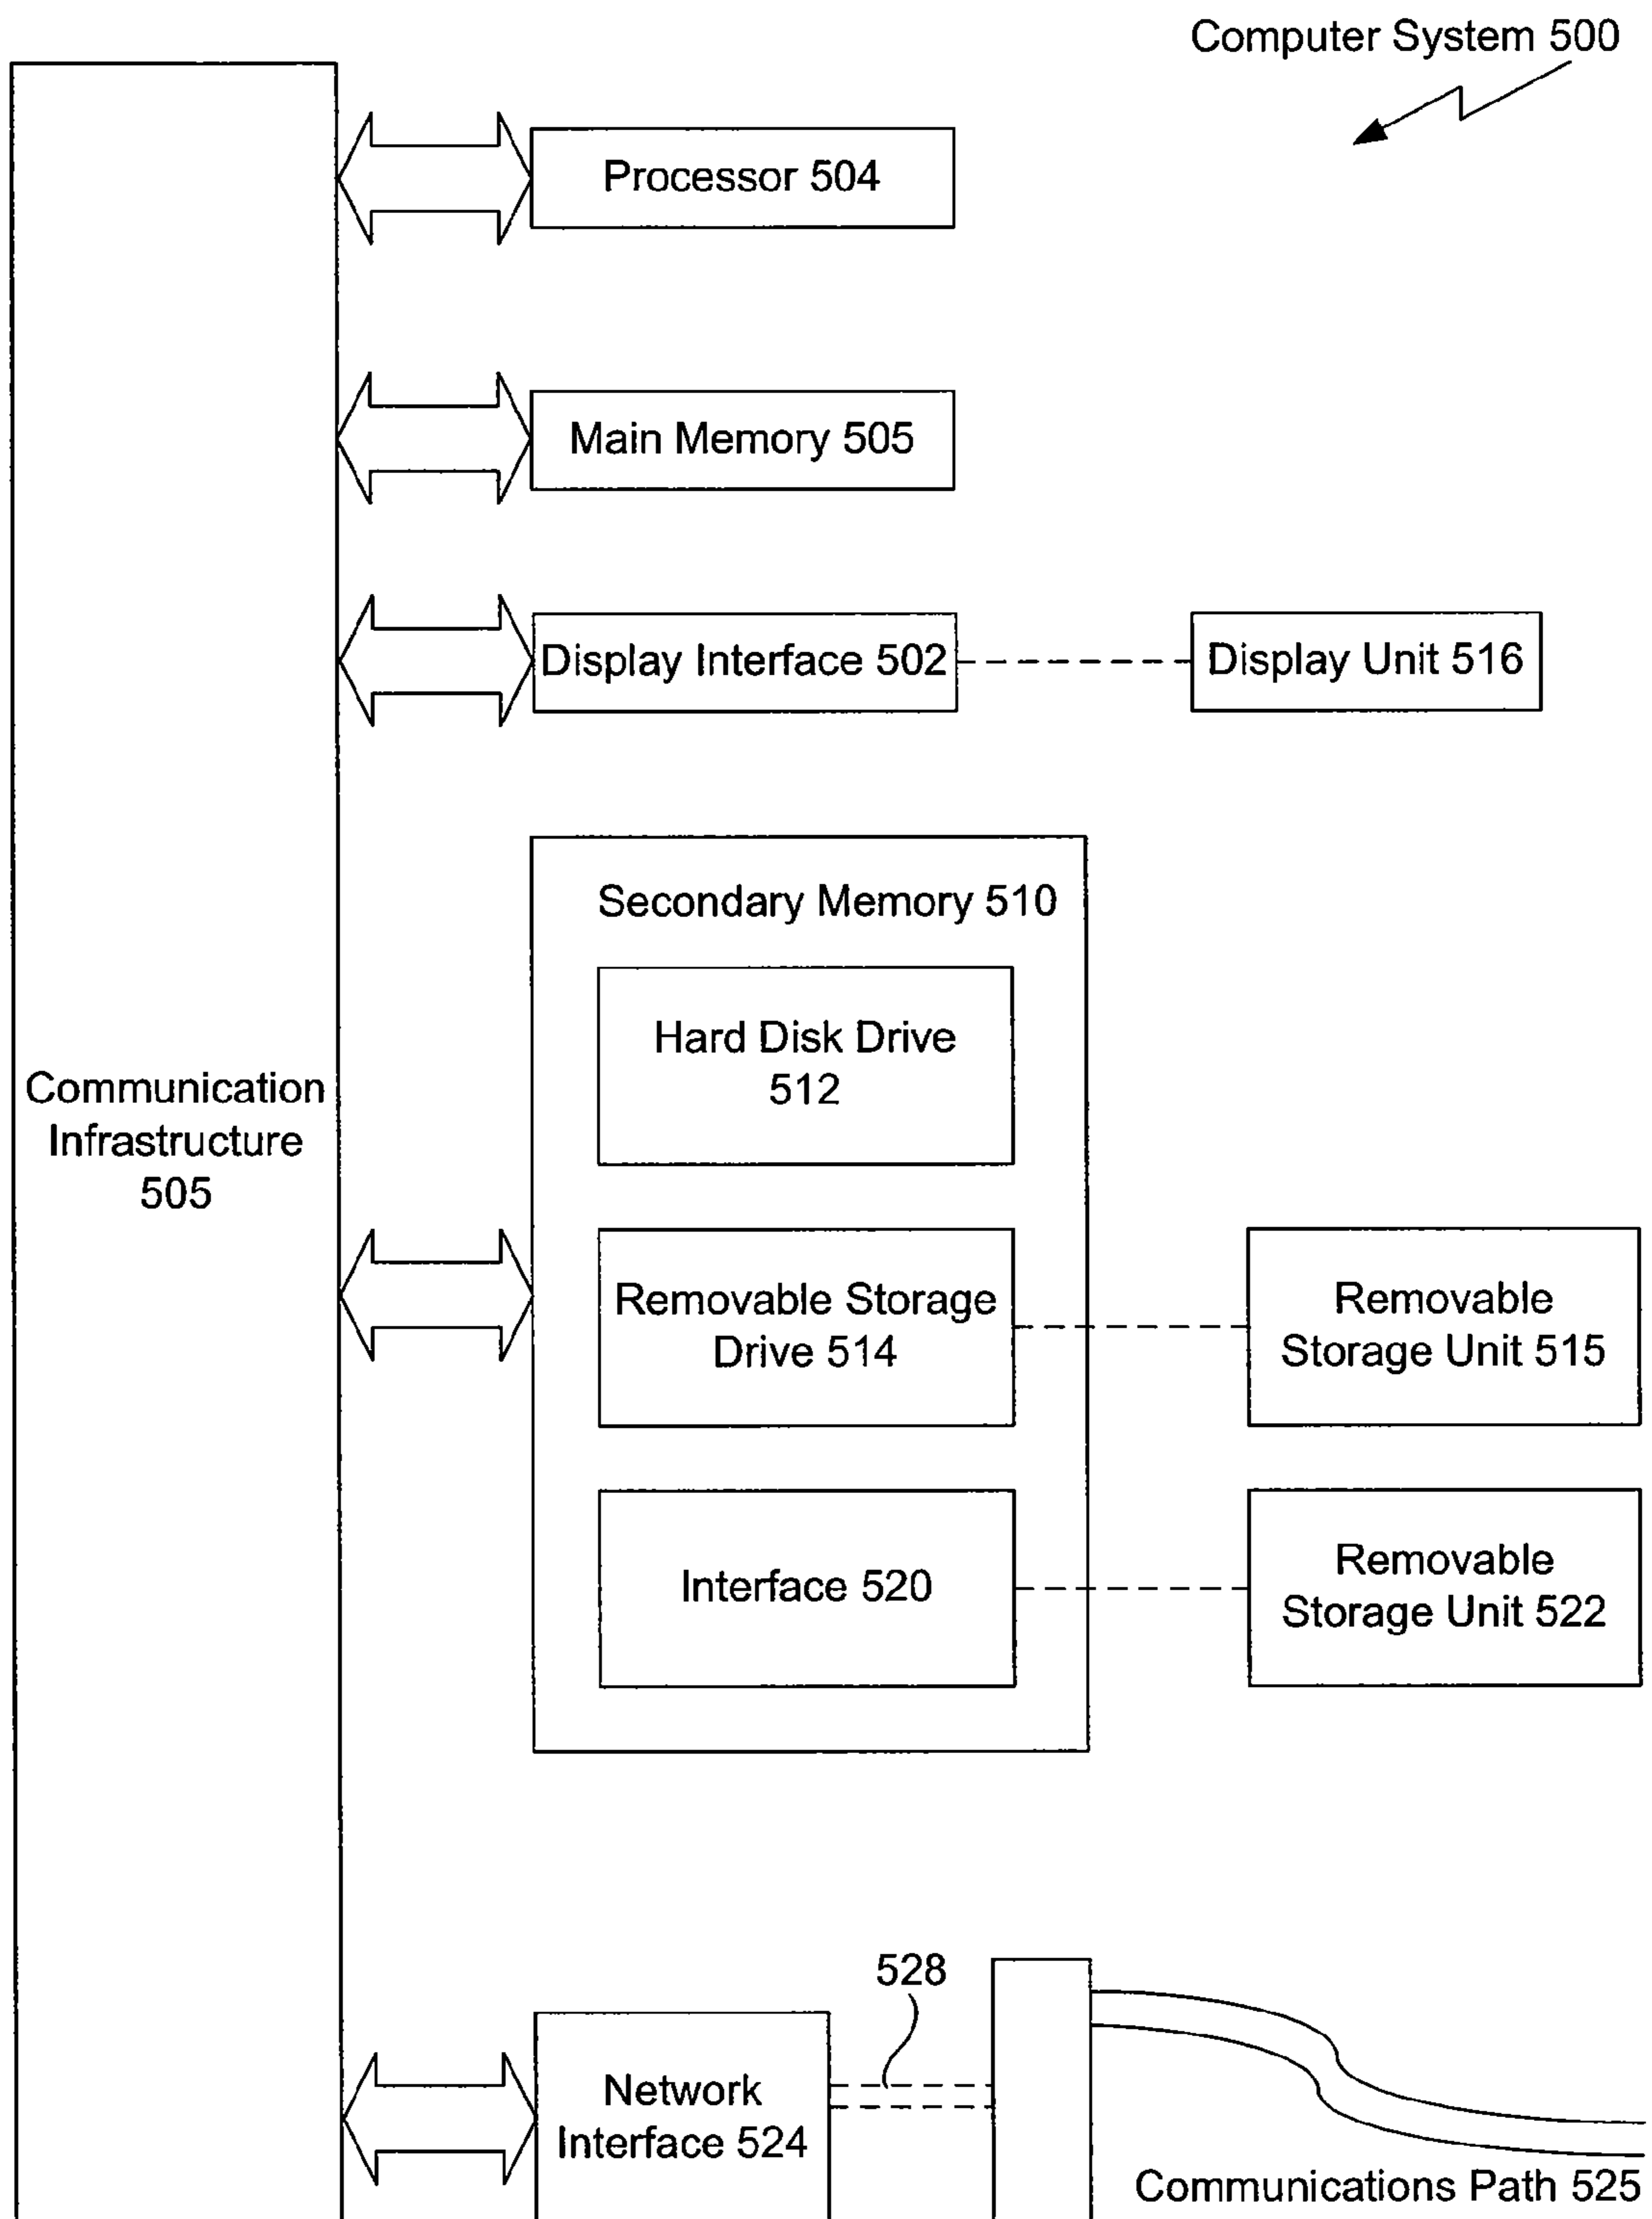 Computer System 500
Processor 504
Main Memory 505
Display Interface 502
Display Unit 516
Secondary Memory 510
Hard Disk Drive
512
Communication
Infrastructure
505
Removable Storage
Drive 514
Removable
Storage Unit 515
Interface 520
Removable
Storage Unit 522
528
Network
Interface 524
Communications Path 525